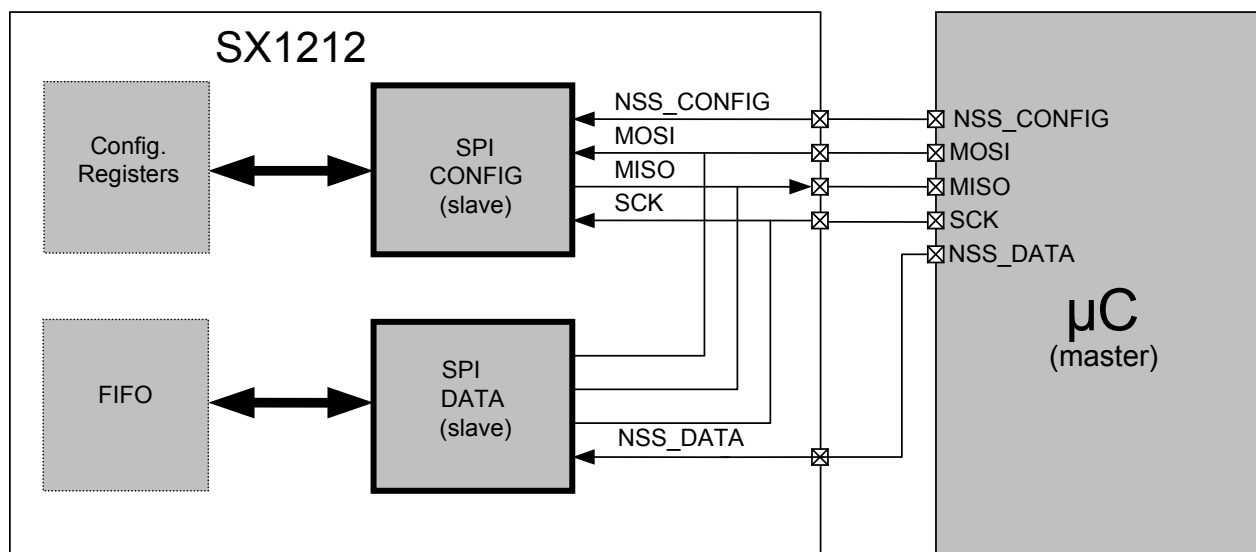 SX1212
Config.
Registers
SPI
CONFIG
(slave)
NSS_CONFIG
MOSI
MISO
SCK
NSS_CONFIG
MOSI
MISO
SCK
NSS_DATA
µC
(master)
FIFO
SPI
DATA
(slave)
NSS_DATA